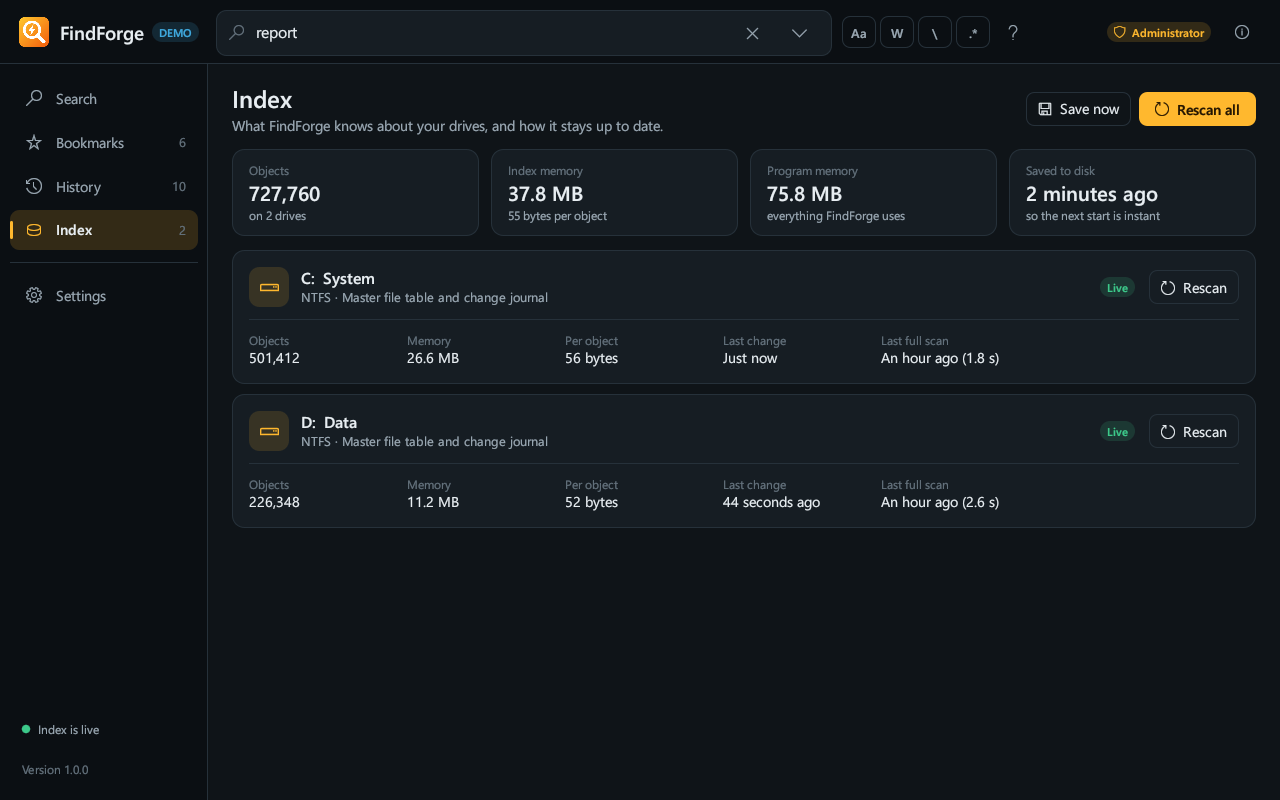 FindForge DEMO
report
Aa W \ .* ?
Administrator
Search
Bookmarks 6
History 10
Index 2
Settings
Index is live
Version 1.0.0
Index
What FindForge knows about your drives, and how it stays up to date.
Save now
Rescan all
Objects
727,760
on 2 drives
Index memory
37.8 MB
55 bytes per object
Program memory
75.8 MB
everything FindForge uses
Saved to disk
2 minutes ago
so the next start is instant
C: System
NTFS · Master file table and change journal
Live
Rescan
Objects Memory Per object Last change Last full scan
501,412 26.6 MB 56 bytes Just now An hour ago (1.8 s)
D: Data
NTFS · Master file table and change journal
Live
Rescan
Objects Memory Per object Last change Last full scan
226,348 11.2 MB 52 bytes 44 seconds ago An hour ago (2.6 s)